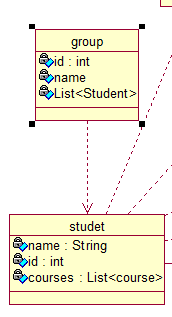 group
id : int
name
List<Student>
studet
name : String
id : int
courses : List<course>